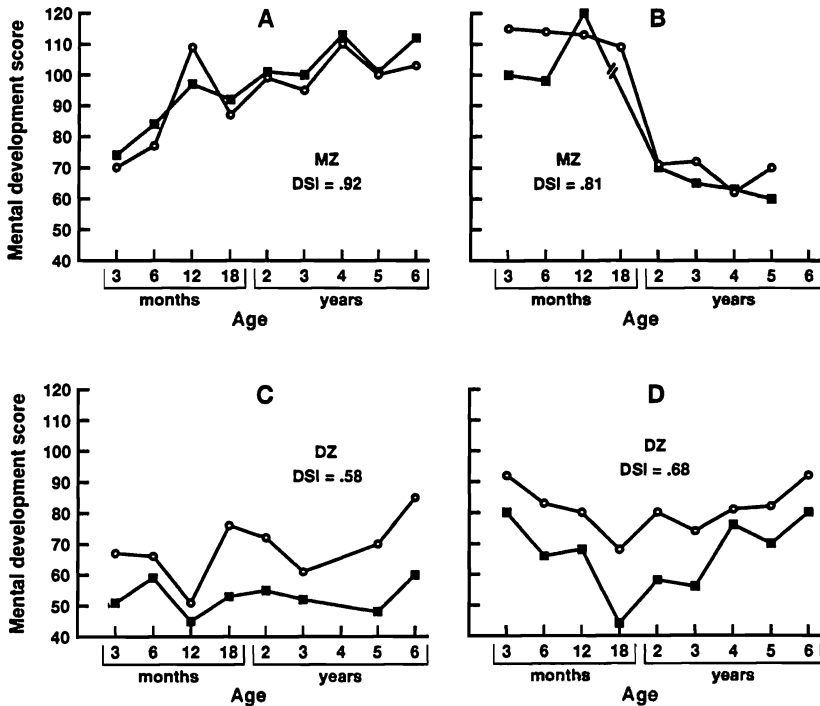 A
Mental development score
120
110
100
90
80
70
60
50
40
MZ
DSI = .92
3 6 12 18 2 3 4 5 6
months years
Age
B
MZ
DSI = .81
3 6 12 18 2 3 4 5 6
months years
Age
C
Mental development score
120
110
100
90
80
70
60
50
40
DZ
DSI = .58
3 6 12 18 2 3 4 5 6
months years
Age
D
DZ
DSI = .68
3 6 12 18 2 3 4 5 6
months years
Age